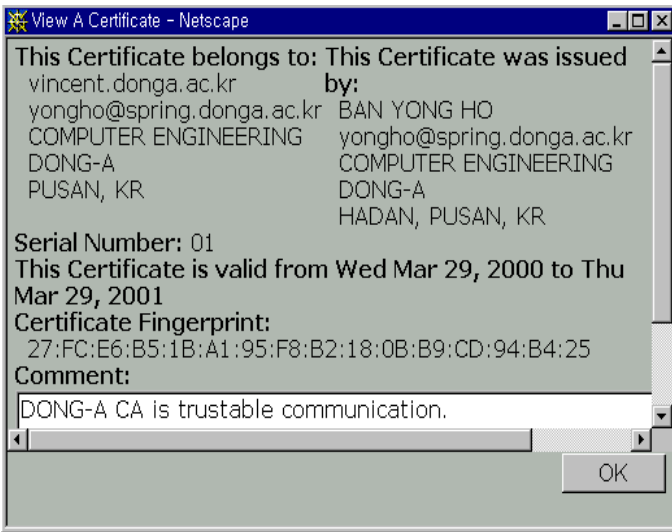 View A Certificate - Netscape
This Certificate belongs to:
vincent.donga.ac.kr
yongho@spring.donga.ac.kr
COMPUTER ENGINEERING
DONG-A
PUSAN, KR
This Certificate was issued
by:
BAN YONG HO
yongho@spring.donga.ac.kr
COMPUTER ENGINEERING
DONG-A
HADAN, PUSAN, KR
Serial Number: 01
This Certificate is valid from Wed Mar 29, 2000 to Thu
Mar 29, 2001
Certificate Fingerprint:
27:FC:E6:B5:1B:A1:95:F8:B2:18:0B:B9:CD:94:B4:25
Comment:
DONG-A CA is trustable communication.
OK